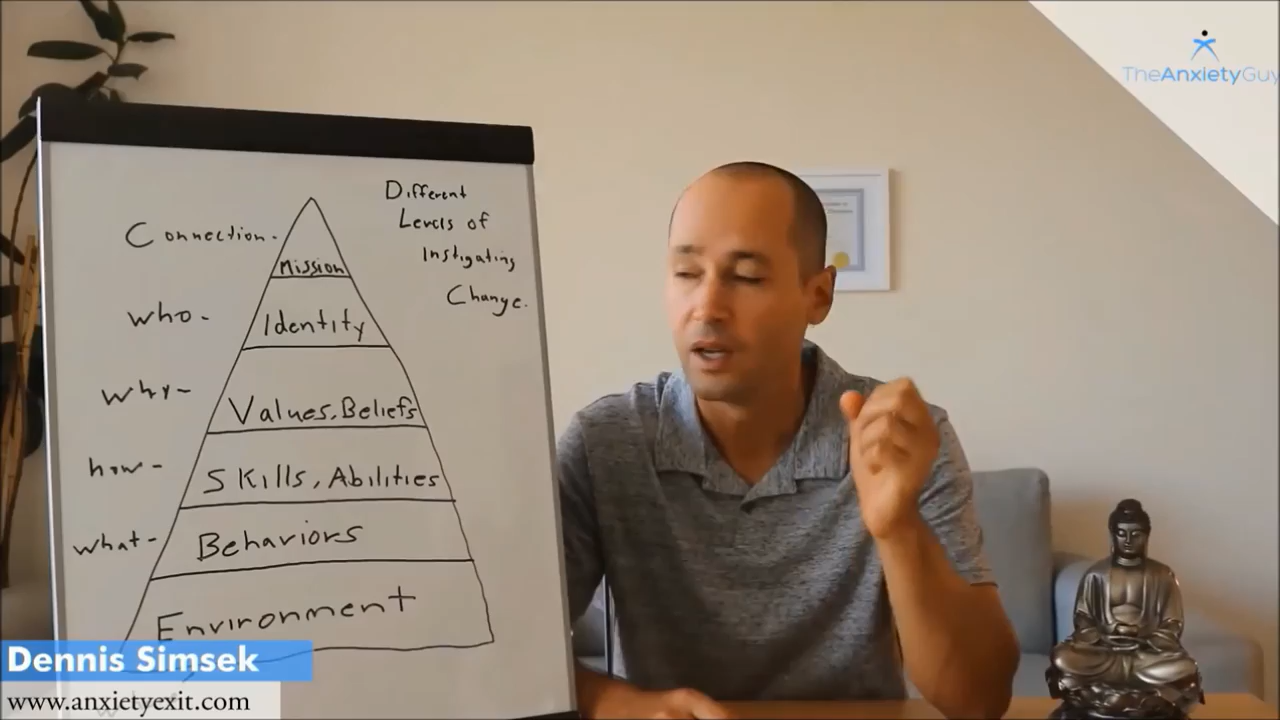 TheAnxietyGuy
Different
Levels of
Instigating
Change.
Connection-
Mission
who-
Identity
why-
Values, Beliefs
how-
Skills, Abilities
what-
Behaviors
Environment
Dennis Simsek
www.anxietyexit.com